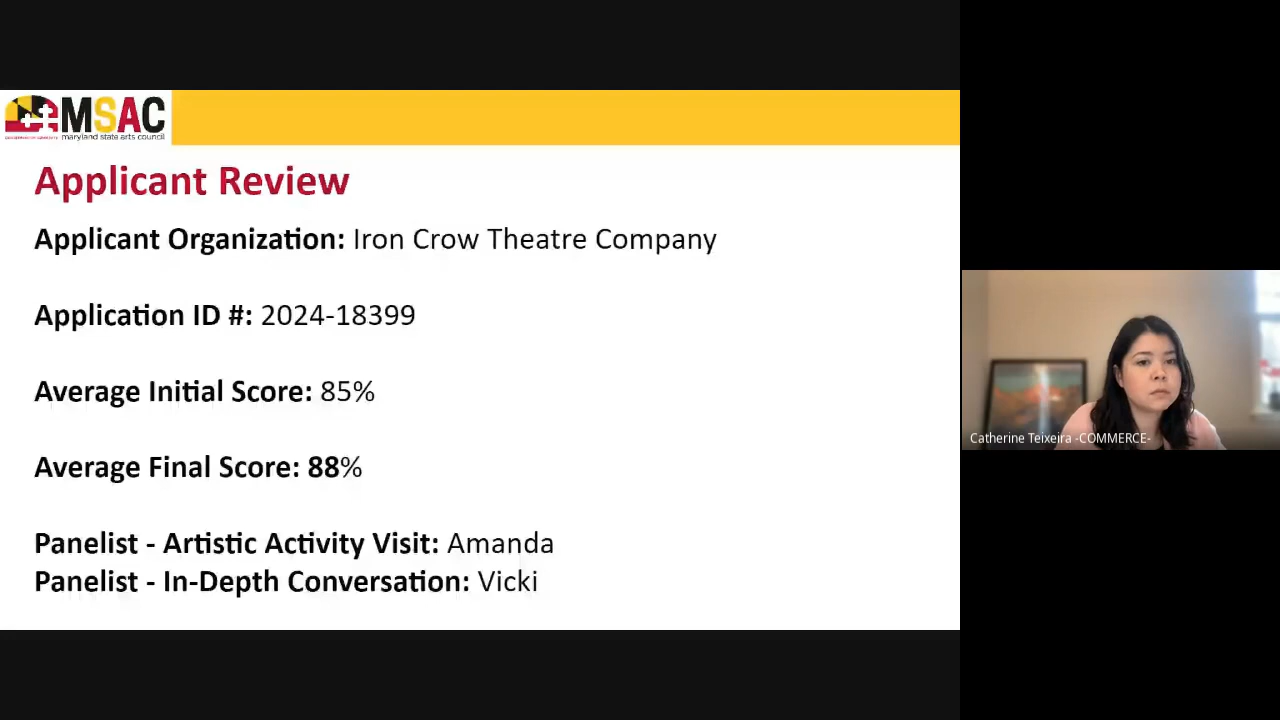 MSAC
maryland state arts council
Applicant Review
Applicant Organization: Iron Crow Theatre Company
Application ID #: 2024-18399
Average Initial Score: 85%
Average Final Score: 88%
Panelist - Artistic Activity Visit: Amanda
Panelist - In-Depth Conversation: Vicki
Catherine Teixeira -COMMERCE-